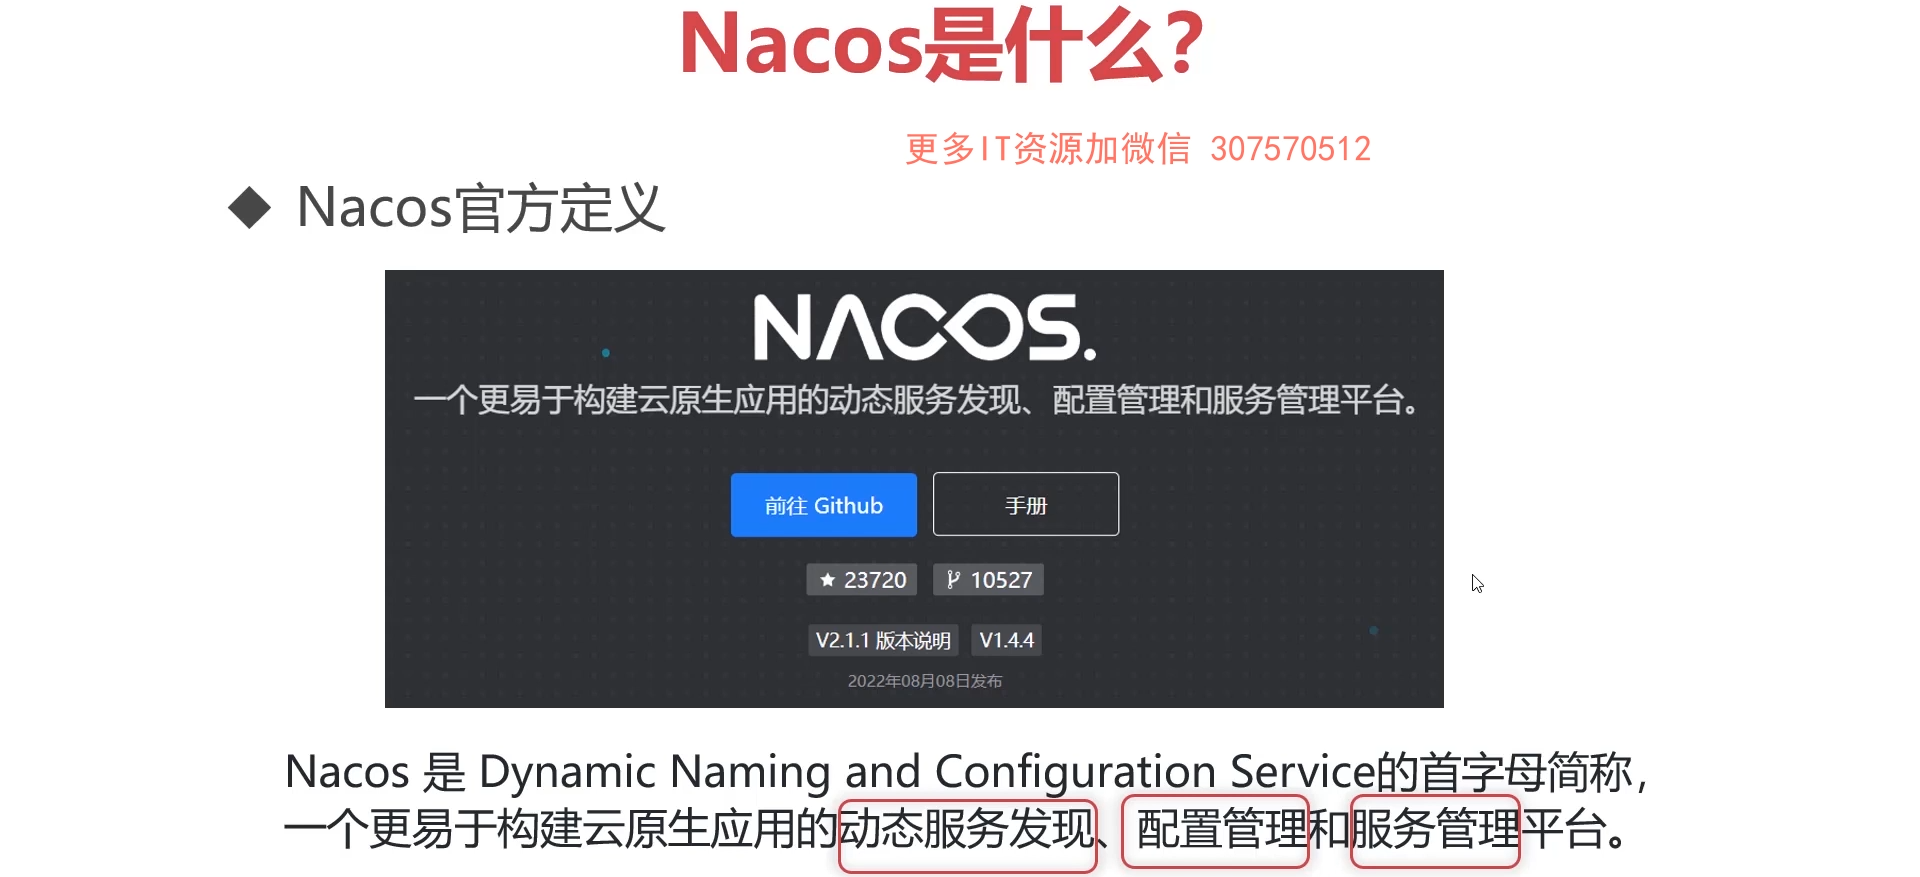 Nacos是什么?
更多IT资源加微信 307570512
Nacos官方定义
NACOS.
一个更易于构建云原生应用的动态服务发现、配置管理和服务管理平台。
前往 Github 手册
23720 10527
V2.1.1 版本说明 V1.4.4
2022年08月08日发布
Nacos 是 Dynamic Naming and Configuration Service的首字母简称,
一个更易于构建云原生应用的动态服务发现、配置管理和服务管理平台。